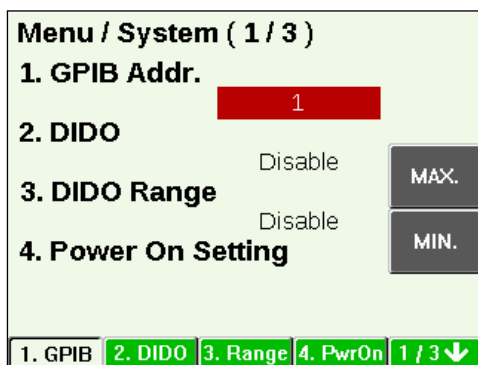 Menu / System ( 1 / 3 )
1. GPIB Addr.
1
2. DIDO
Disable
MAX.
3. DIDO Range
Disable
MIN.
4. Power On Setting
1. GPIB 2. DIDO 3. Range 4. PwrOn 1 / 3